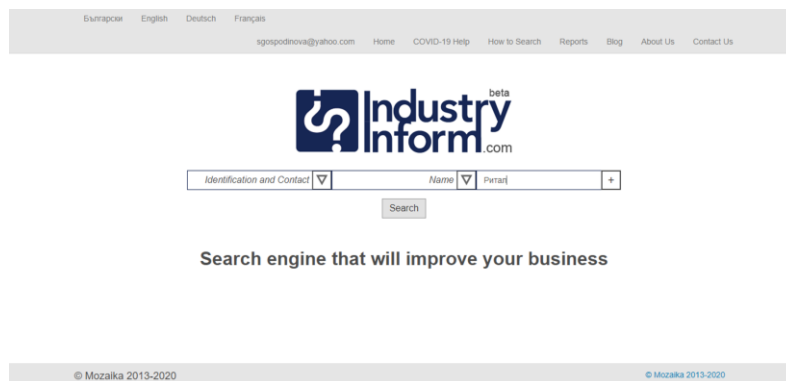 Български English Deutsch Français
sgospodinova@yahoo.com Home COVID-19 Help How to Search Reports Blog About Us Contact Us
beta
Industry
Inform.com
Identification and Contact Name Ритал +
Search
Search engine that will improve your business
© Mozaika 2013-2020 © Mozaika 2013-2020